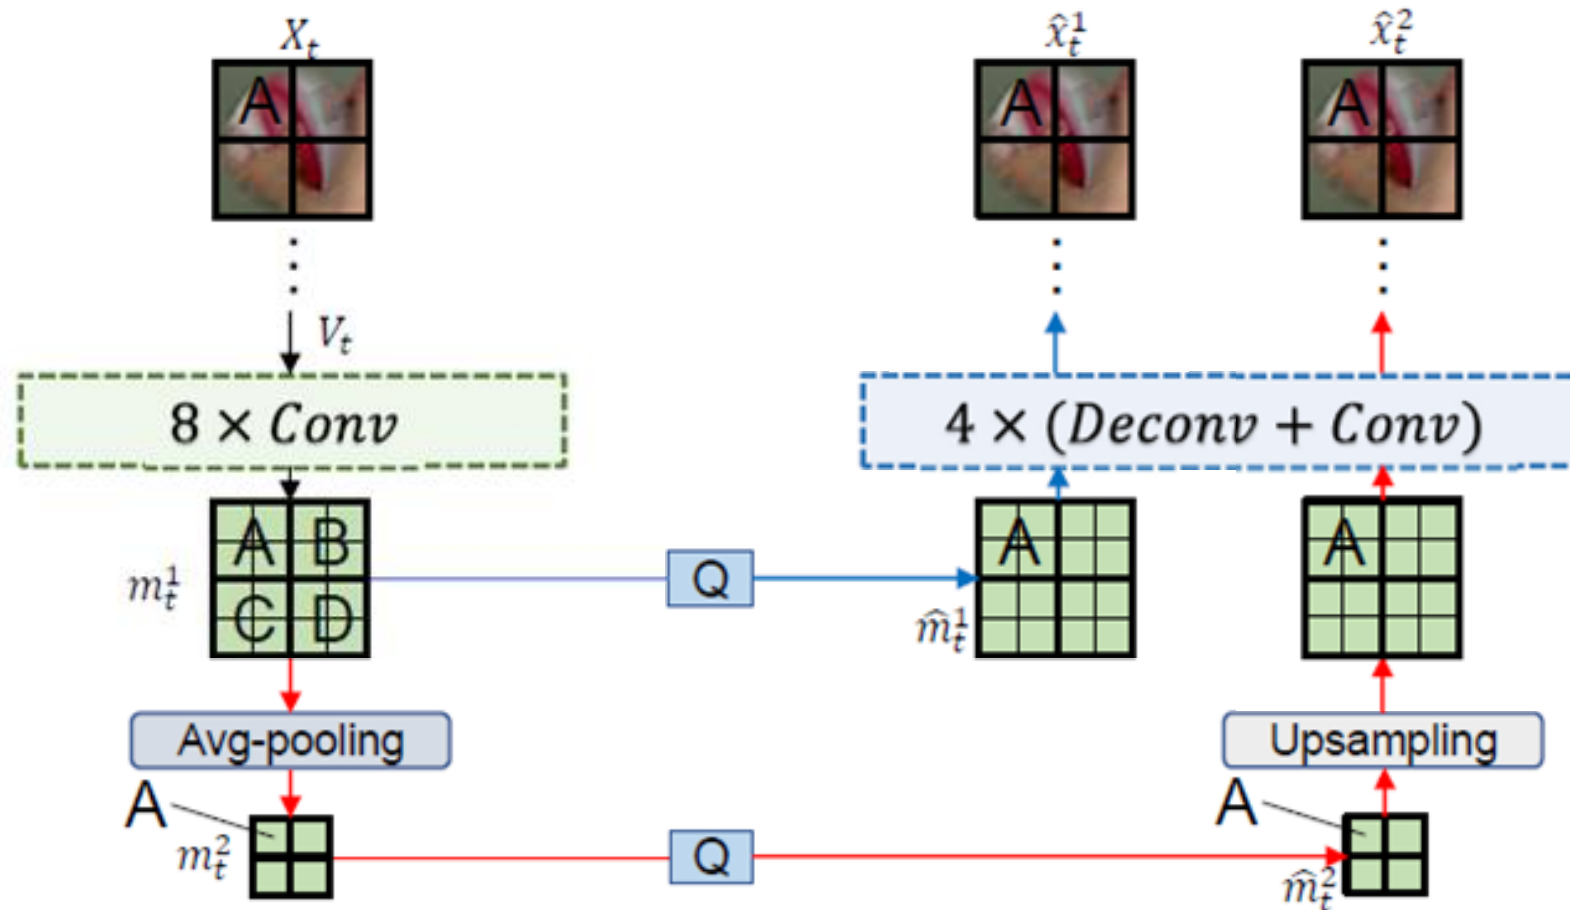 X_t
x̂_t^1
x̂_t^2
A
A
A
V_t
8 × Conv
4 × (Deconv + Conv)
A B
C D
m_t^1
Q
A
m̂_t^1
A
Avg-pooling
Upsampling
A
m_t^2
Q
A
m̂_t^2